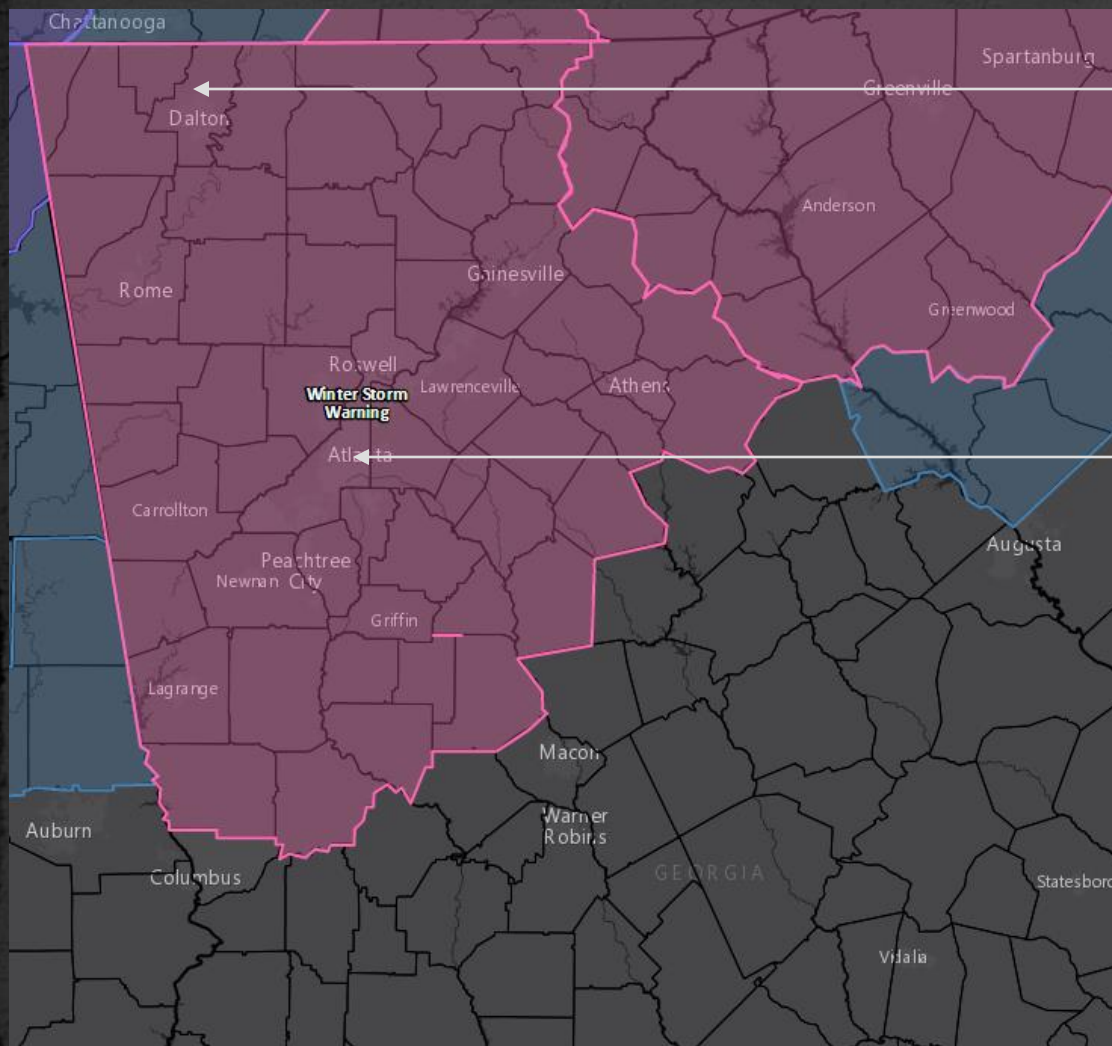 Chattanooga
Spartanburg
Greenville
Dalton
Anderson
Gainesville
Rome
Greenwood
Roswell
Lawrenceville
Athens
Winter Storm
Warning
Atlanta
Carrollton
Augusta
Peachtree
City
Newnan
Griffin
Lagrange
Macon
Warner
Robins
Auburn
GEORGIA
Columbus
Statesboro
Vidalia